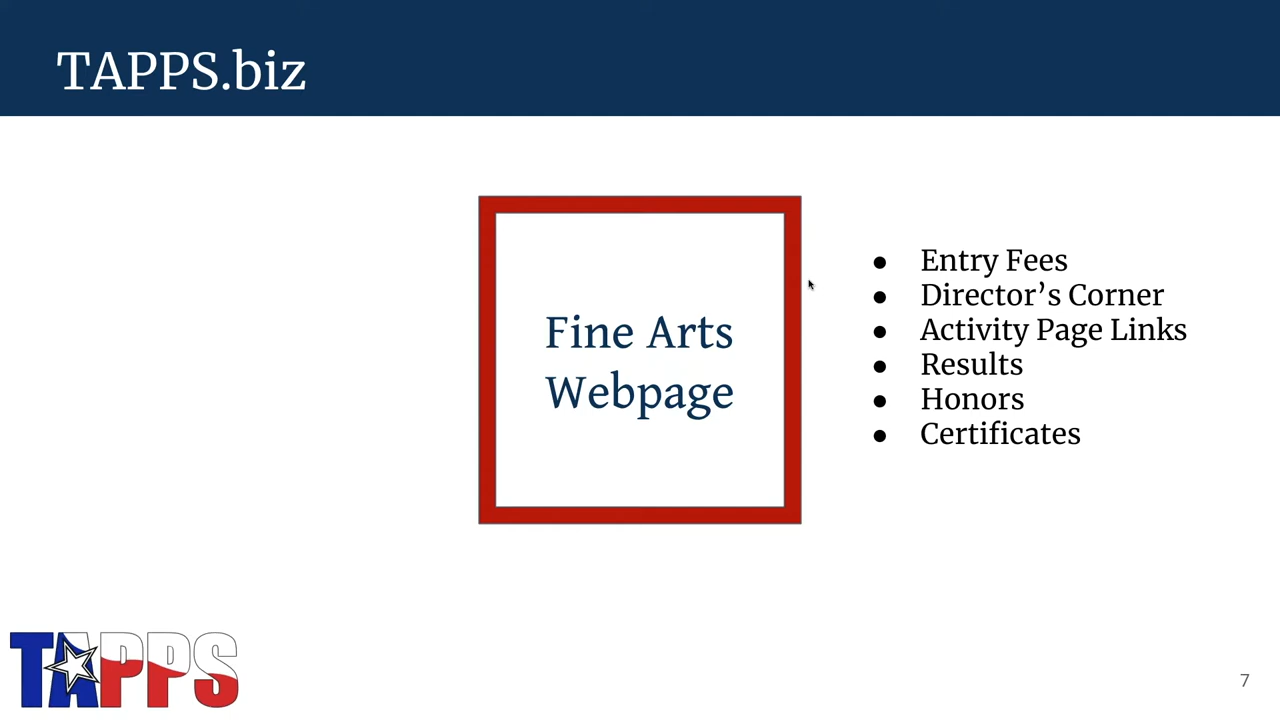 TAPPS.biz
Fine Arts
Webpage
● Entry Fees
● Director’s Corner
● Activity Page Links
● Results
● Honors
● Certificates
TAPPS
7